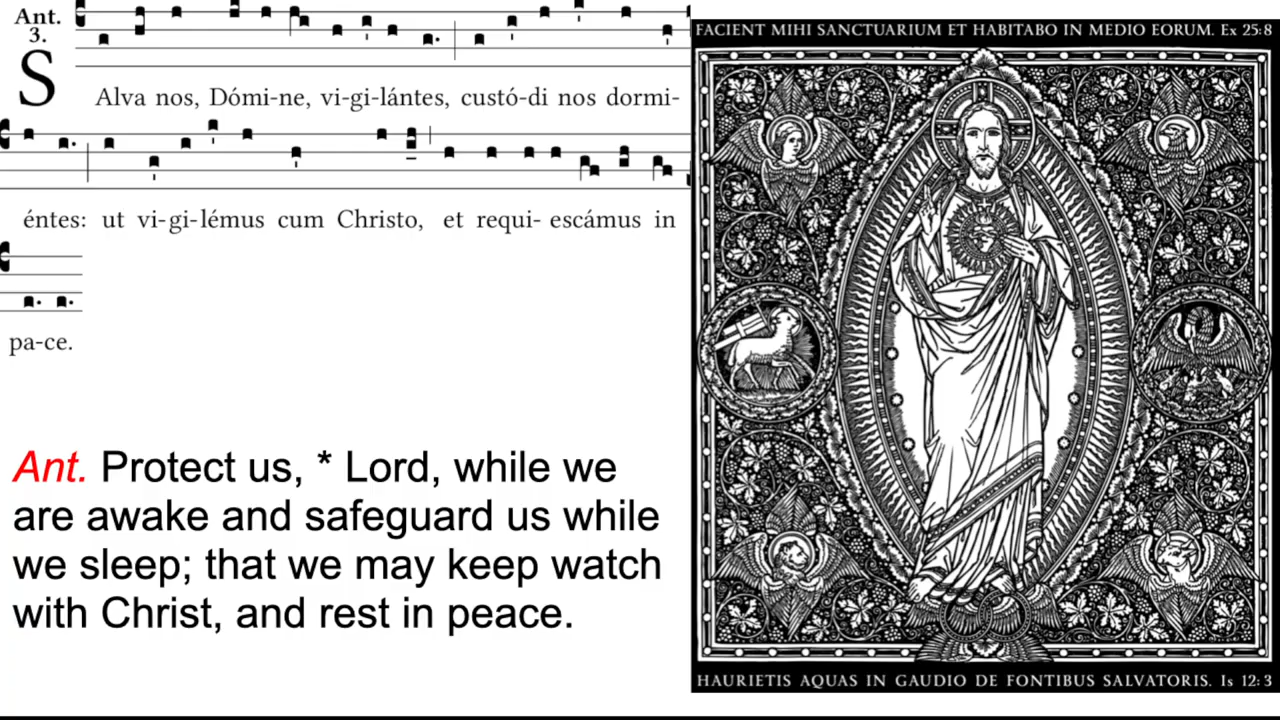 Ant.
3.
SAlva nos, Dómi-ne, vi-gi-lántes, custó-di nos dormi-
éntes: ut vi-gi-lémus cum Christo, et requi- escámus in
pa-ce.
Ant. Protect us, * Lord, while we
are awake and safeguard us while
we sleep; that we may keep watch
with Christ, and rest in peace.
FACIENT MIHI SANCTUARIUM ET HABITABO IN MEDIO EORUM. Ex 25:8
HAURIETIS AQUAS IN GAUDIO DE FONTIBUS SALVATORIS. Is 12:3